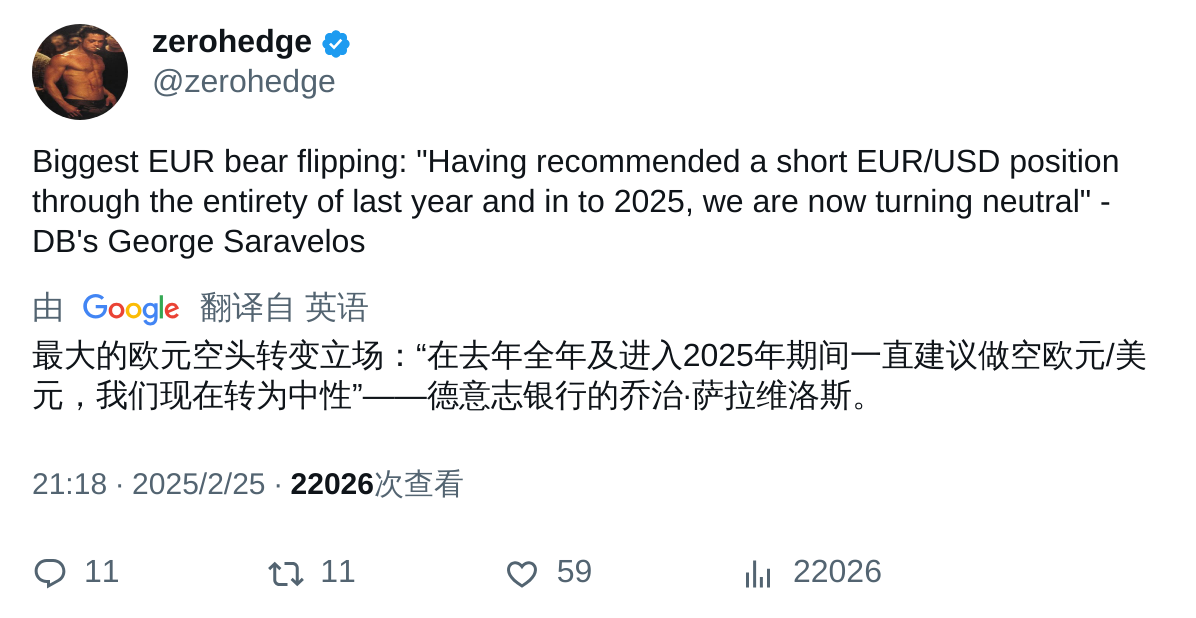 zerohedge
@zerohedge
Biggest EUR bear flipping: "Having recommended a short EUR/USD position
through the entirety of last year and in to 2025, we are now turning neutral" -
DB's George Saravelos
由 Google 翻译自 英语
最大的欧元空头转变立场：“在去年全年及进入2025年期间一直建议做空欧元/美
元，我们现在转为中性”——德意志银行的乔治·萨拉维洛斯。
21:18 · 2025/2/25 · 22026次查看
11 11 59 22026